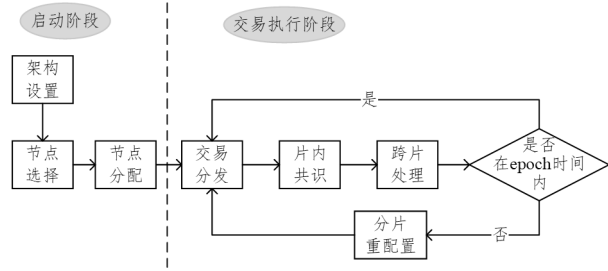 启动阶段
交易执行阶段
架构
设置
是
节点
选择
节点
分配
交易
分发
片内
共识
跨片
处理
是否
在epoch时间
内
分片
重配置
否